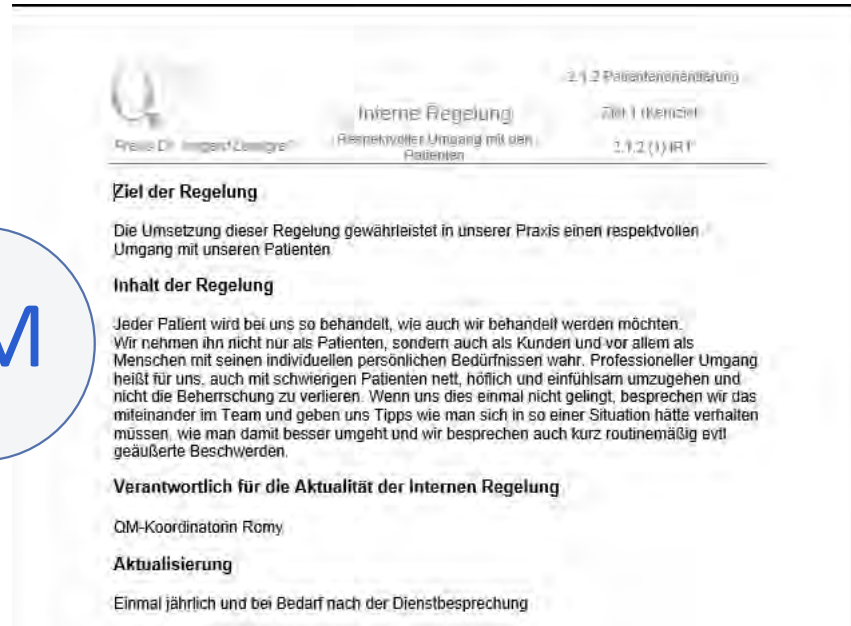 2.1.2 Patientenorientierung
Interne Regelung
Ziel 1 (Kernziel)
Praxis Dr.
Respektvoller Umgang mit den
Patienten
2.1.2 (1) IR1
Ziel der Regelung
Die Umsetzung dieser Regelung gewährleistet in unserer Praxis einen respektvollen
Umgang mit unseren Patienten
Inhalt der Regelung
Jeder Patient wird bei uns so behandelt, wie auch wir behandelt werden möchten.
Wir nehmen ihn nicht nur als Patienten, sondern auch als Kunden und vor allem als
Menschen mit seinen individuellen persönlichen Bedürfnissen wahr. Professioneller Umgang
heißt für uns, auch mit schwierigen Patienten nett, höflich und einfühlsam umzugehen und
nicht die Beherrschung zu verlieren. Wenn uns dies einmal nicht gelingt, besprechen wir das
miteinander im Team und geben uns Tipps wie man sich in so einer Situation hätte verhalten
müssen, wie man damit besser umgeht und wir besprechen auch kurz routinemäßig evtl
geäußerte Beschwerden.
Verantwortlich für die Aktualität der Internen Regelung
QM-Koordinatorin Romy
Aktualisierung
Einmal jährlich und bei Bedarf nach der Dienstbesprechung